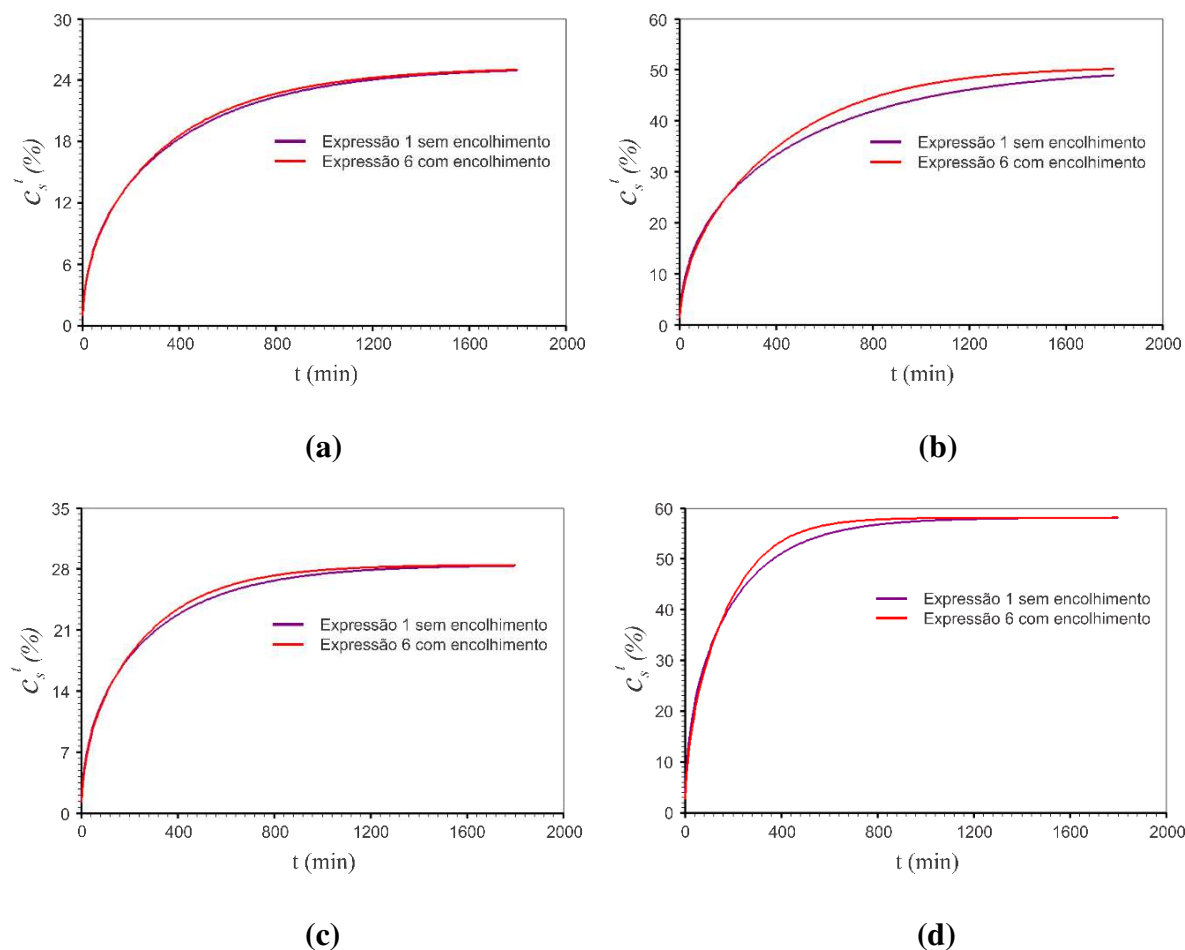 30
24
18
12
6
0
C_s^t (%)
Expressão 1 sem encolhimento
Expressão 6 com encolhimento
0 400 800 1200 1600 2000
t (min)
(a)
60
50
40
30
20
10
0
C_s^t (%)
Expressão 1 sem encolhimento
Expressão 6 com encolhimento
0 400 800 1200 1600 2000
t (min)
(b)
35
28
21
14
7
0
C_s^t (%)
Expressão 1 sem encolhimento
Expressão 6 com encolhimento
0 400 800 1200 1600 2000
t (min)
(c)
60
50
40
30
20
10
0
C_s^t (%)
Expressão 1 sem encolhimento
Expressão 6 com encolhimento
0 400 800 1200 1600 2000
t (min)
(d)